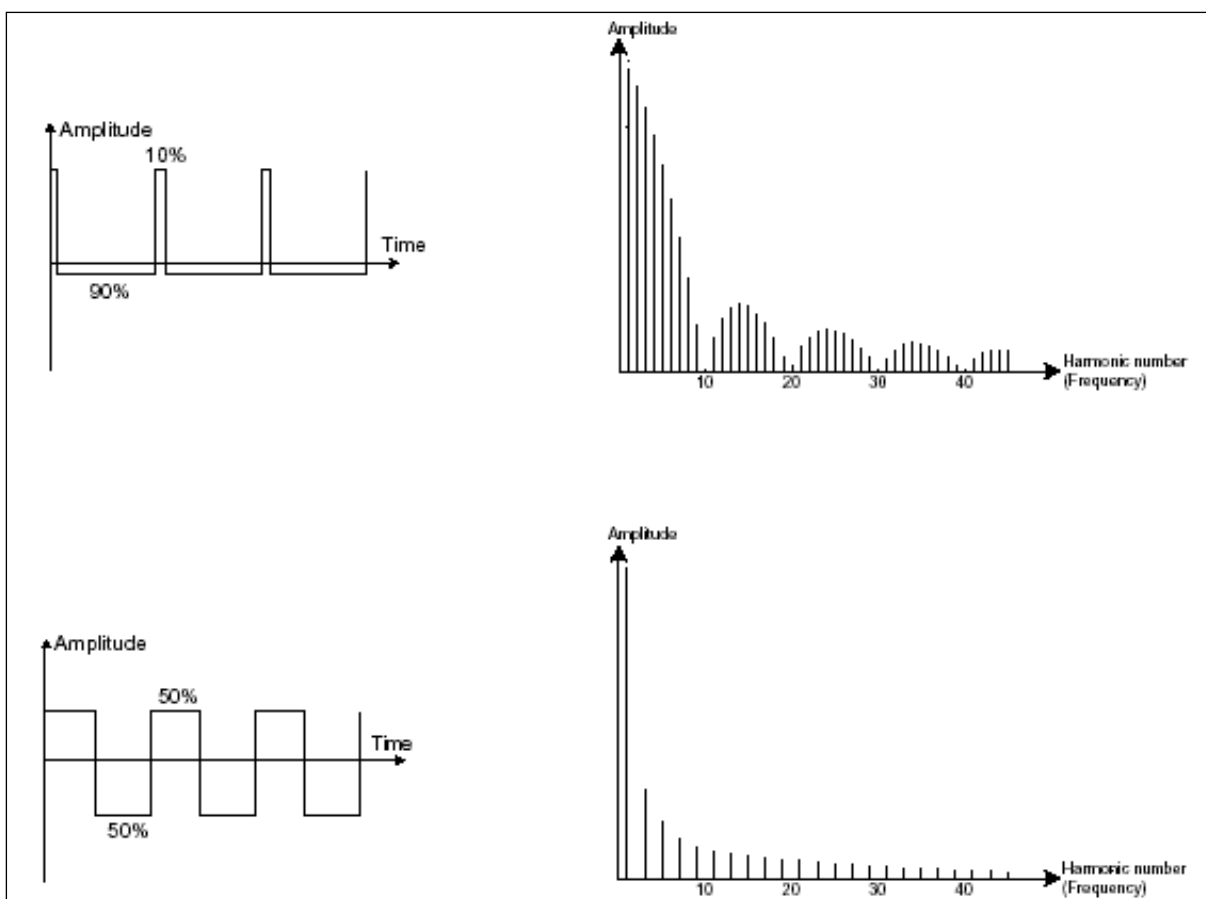 Amplitude
Amplitude
10%
Time
90%
10
20
30
40
Harmonic number
(Frequency)
Amplitude
Amplitude
50%
Time
50%
10
20
30
40
Harmonic number
(Frequency)